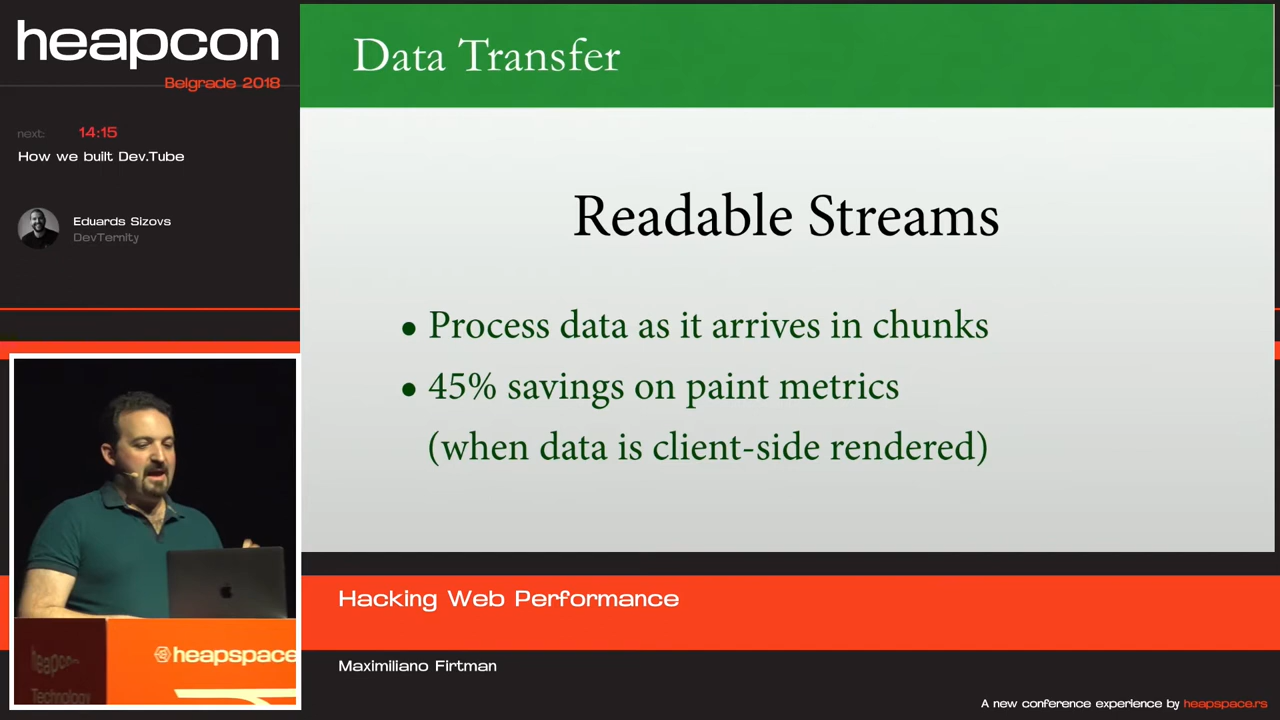 heapcon
Belgrade 2018
next: 14:15
How we built Dev.Tube
Eduards Sizovs
DevTernity
Data Transfer
Readable Streams
• Process data as it arrives in chunks
• 45% savings on paint metrics
(when data is client-side rendered)
heapspace
heapcon
Technology
Hacking Web Performance
Maximiliano Firtman
A new conference experience by heapspace.rs